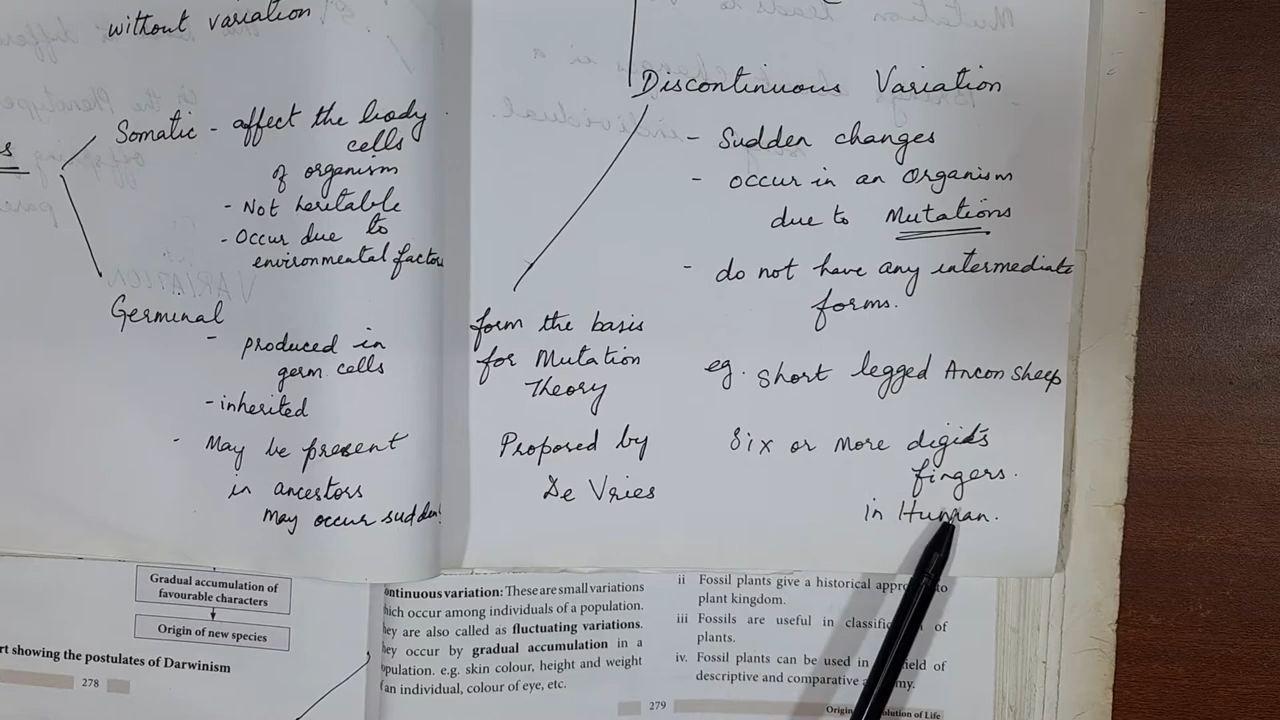 without variation
s
Somatic - affect the body
cells
of organism
- Not heritable
- Occur due to
environmental factors
Germinal
- produced in
germ cells
- inherited
- May be present
in ancestors
may occur sudden
Discontinuous Variation
- Sudden changes
- occur in an Organism
due to Mutations
- do not have any intermediate
forms.
eg. Short legged Ancon Sheep
Six or More digits
fingers.
in Human.
form the basis
for Mutation
Theory
Proposed by
De Vries
Gradual accumulation of
favourable characters
Origin of new species
rt showing the postulates of Darwinism
278
ontinuous variation: These are small variations
hich occur among individuals of a population.
hey are also called as fluctuating variations.
hey occur by gradual accumulation in a
opulation. e.g. skin colour, height and weight
f an individual, colour of eye, etc.
279
ii Fossil plants give a historical to
plant kingdom.
iii Fossils are useful in of
plants.
iv. Fossil plants can be used in field of
descriptive and comparative
Origin olution of Life